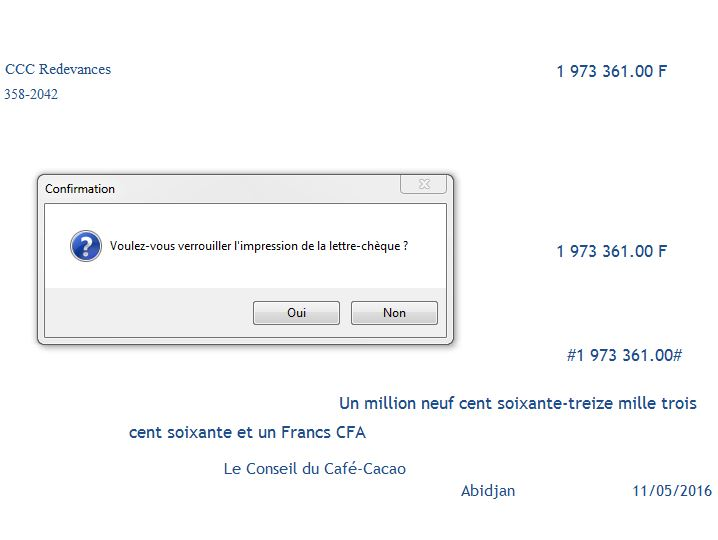 CCC Redevances
1 973 361.00 F
358-2042
Confirmation
Voulez-vous verrouiller l'impression de la lettre-chèque ?
1 973 361.00 F
Oui
Non
#1 973 361.00#
Un million neuf cent soixante-treize mille trois
cent soixante et un Francs CFA
Le Conseil du Café-Cacao
Abidjan
11/05/2016